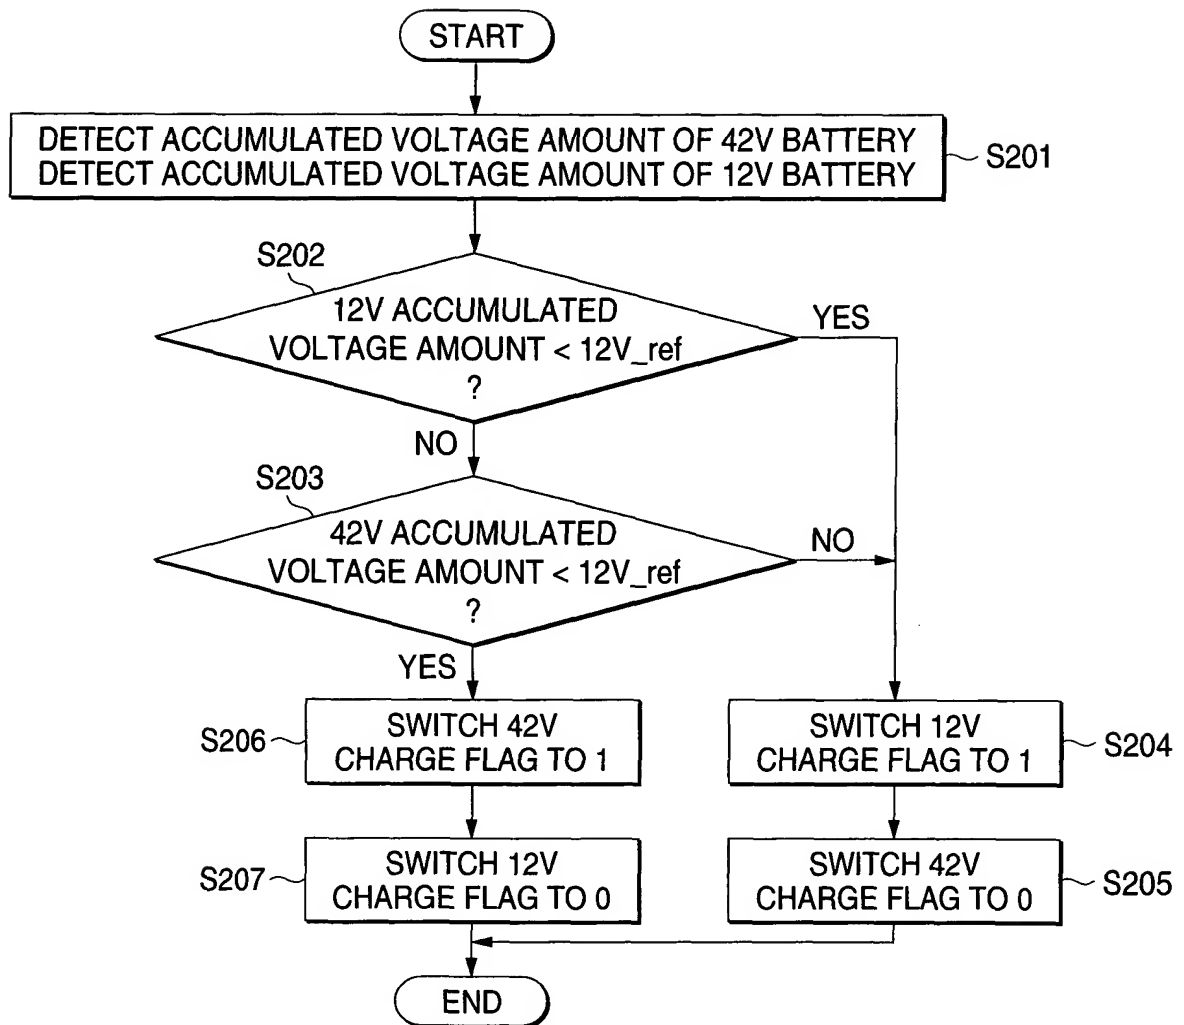 START
DETECT ACCUMULATED VOLTAGE AMOUNT OF 42V BATTERY
DETECT ACCUMULATED VOLTAGE AMOUNT OF 12V BATTERY
S201
S202
12V ACCUMULATED
VOLTAGE AMOUNT < 12V_ref
?
YES
NO
S203
42V ACCUMULATED
VOLTAGE AMOUNT < 12V_ref
?
NO
YES
S206
SWITCH 42V
CHARGE FLAG TO 1
SWITCH 12V
CHARGE FLAG TO 1
S204
S207
SWITCH 12V
CHARGE FLAG TO 0
SWITCH 42V
CHARGE FLAG TO 0
S205
END